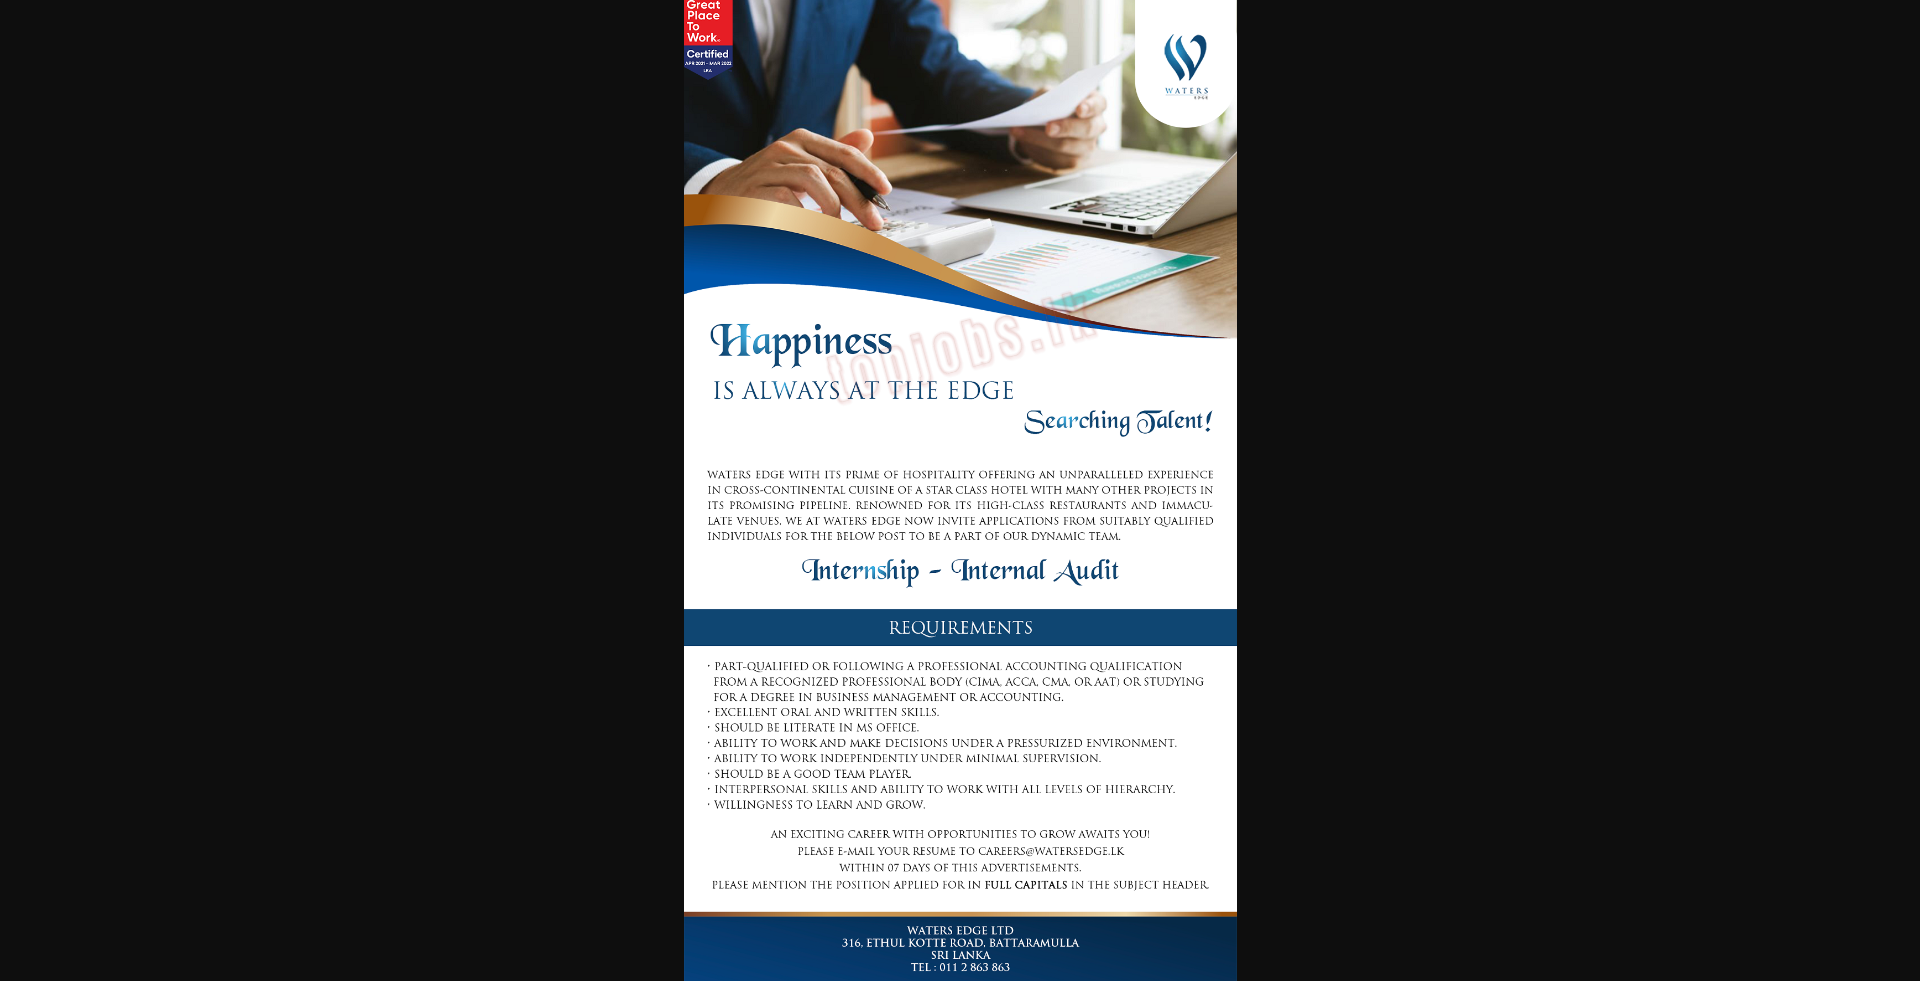 Great
Place
To
Work.
Certified
APR 2021 - MAR 2022
LKA
WATERS
EDGE
topjobs.lk
Happiness
IS ALWAYS AT THE EDGE
Searching Talent!
WATERS EDGE WITH ITS PRIME OF HOSPITALITY OFFERING AN UNPARALLELED EXPERIENCE
IN CROSS-CONTINENTAL CUISINE OF A STAR CLASS HOTEL WITH MANY OTHER PROJECTS IN
ITS PROMISING PIPELINE. RENOWNED FOR ITS HIGH-CLASS RESTAURANTS AND IMMACU-
LATE VENUES. WE AT WATERS EDGE NOW INVITE APPLICATIONS FROM SUITABLY QUALIFIED
INDIVIDUALS FOR THE BELOW POST TO BE A PART OF OUR DYNAMIC TEAM.
Internship - Internal Audit
REQUIREMENTS
· PART-QUALIFIED OR FOLLOWING A PROFESSIONAL ACCOUNTING QUALIFICATION
FROM A RECOGNIZED PROFESSIONAL BODY (CIMA, ACCA, CMA, OR AAT) OR STUDYING
FOR A DEGREE IN BUSINESS MANAGEMENT OR ACCOUNTING.
· EXCELLENT ORAL AND WRITTEN SKILLS.
· SHOULD BE LITERATE IN MS OFFICE.
· ABILITY TO WORK AND MAKE DECISIONS UNDER A PRESSURIZED ENVIRONMENT.
· ABILITY TO WORK INDEPENDENTLY UNDER MINIMAL SUPERVISION.
· SHOULD BE A GOOD TEAM PLAYER.
· INTERPERSONAL SKILLS AND ABILITY TO WORK WITH ALL LEVELS OF HIERARCHY.
· WILLINGNESS TO LEARN AND GROW.
AN EXCITING CAREER WITH OPPORTUNITIES TO GROW AWAITS YOU!
PLEASE E-MAIL YOUR RESUME TO CAREERS@WATERSEDGE.LK
WITHIN 07 DAYS OF THIS ADVERTISEMENTS.
PLEASE MENTION THE POSITION APPLIED FOR IN FULL CAPITALS IN THE SUBJECT HEADER.
WATERS EDGE LTD
316, ETHUL KOTTE ROAD, BATTARAMULLA
SRI LANKA
TEL : 011 2 863 863